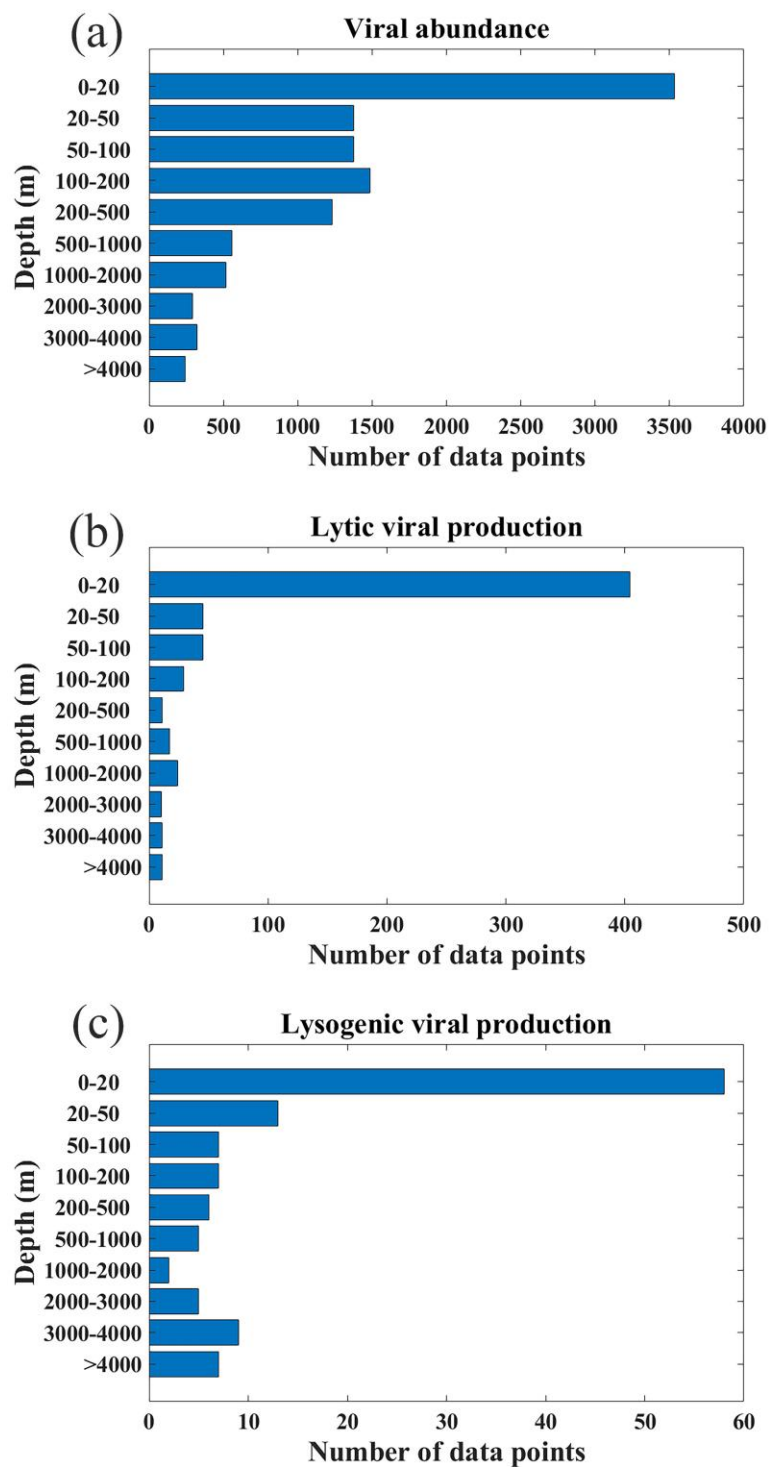 (a)
Viral abundance
Depth (m)
0-20
20-50
50-100
100-200
200-500
500-1000
1000-2000
2000-3000
3000-4000
>4000
0 500 1000 1500 2000 2500 3000 3500 4000
Number of data points
(b)
Lytic viral production
Depth (m)
0-20
20-50
50-100
100-200
200-500
500-1000
1000-2000
2000-3000
3000-4000
>4000
0 100 200 300 400 500
Number of data points
(c)
Lysogenic viral production
Depth (m)
0-20
20-50
50-100
100-200
200-500
500-1000
1000-2000
2000-3000
3000-4000
>4000
0 10 20 30 40 50 60
Number of data points